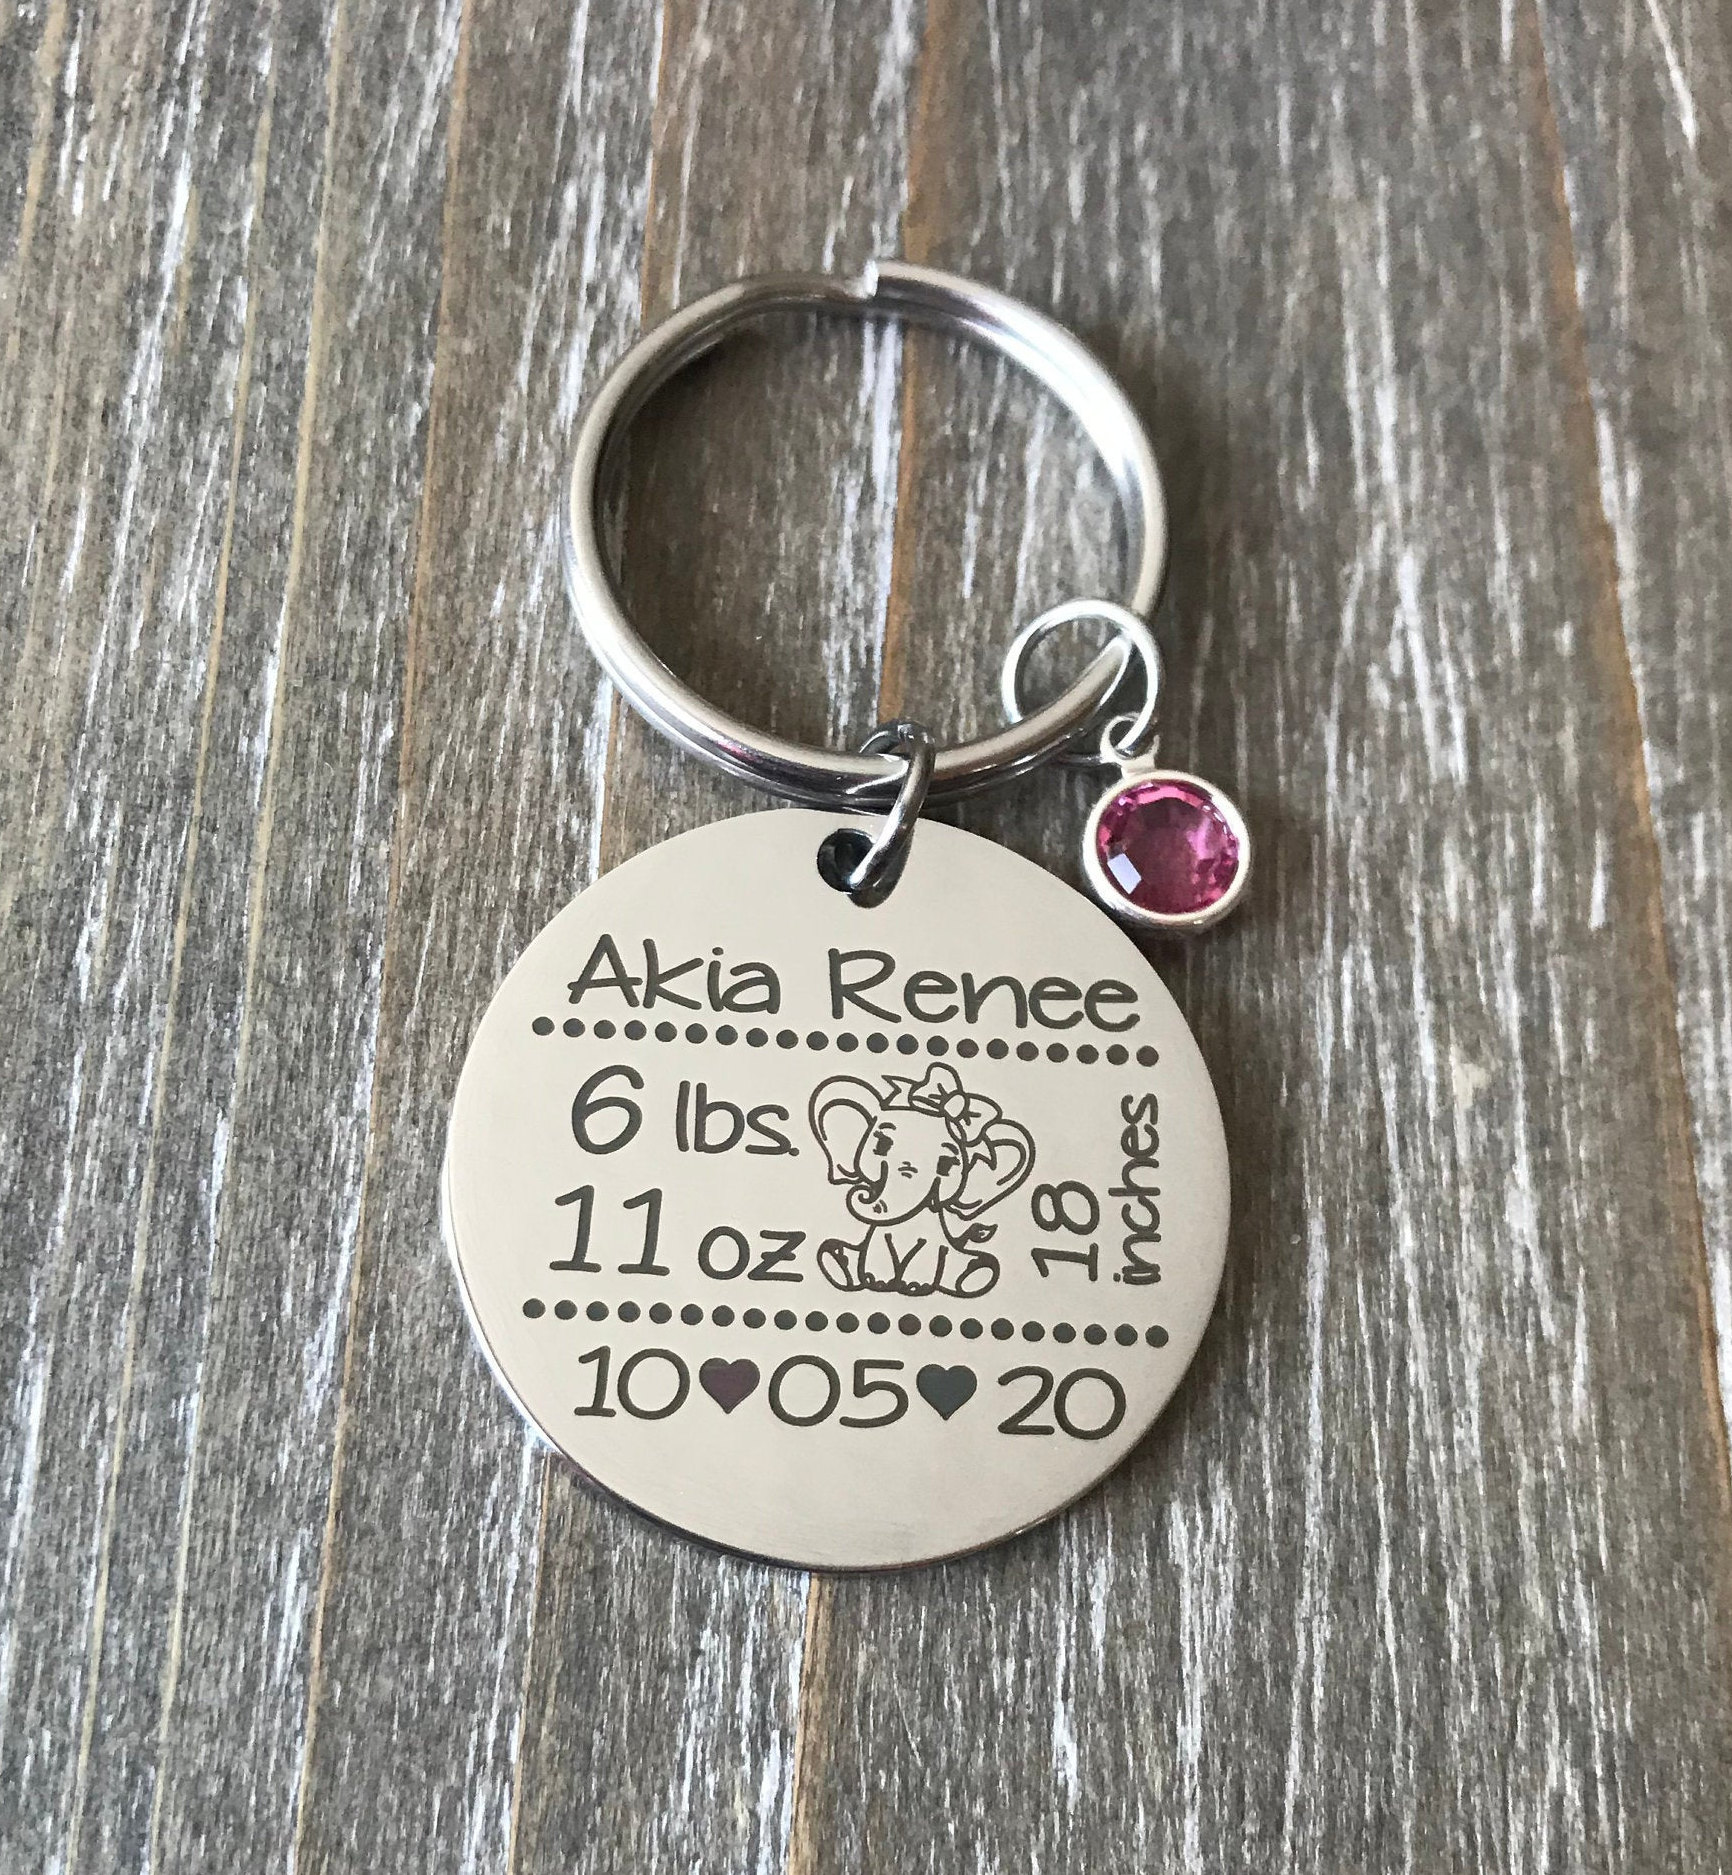 Akia Renee
6 lbs.
11 oz
18
inches
10♥05♥20